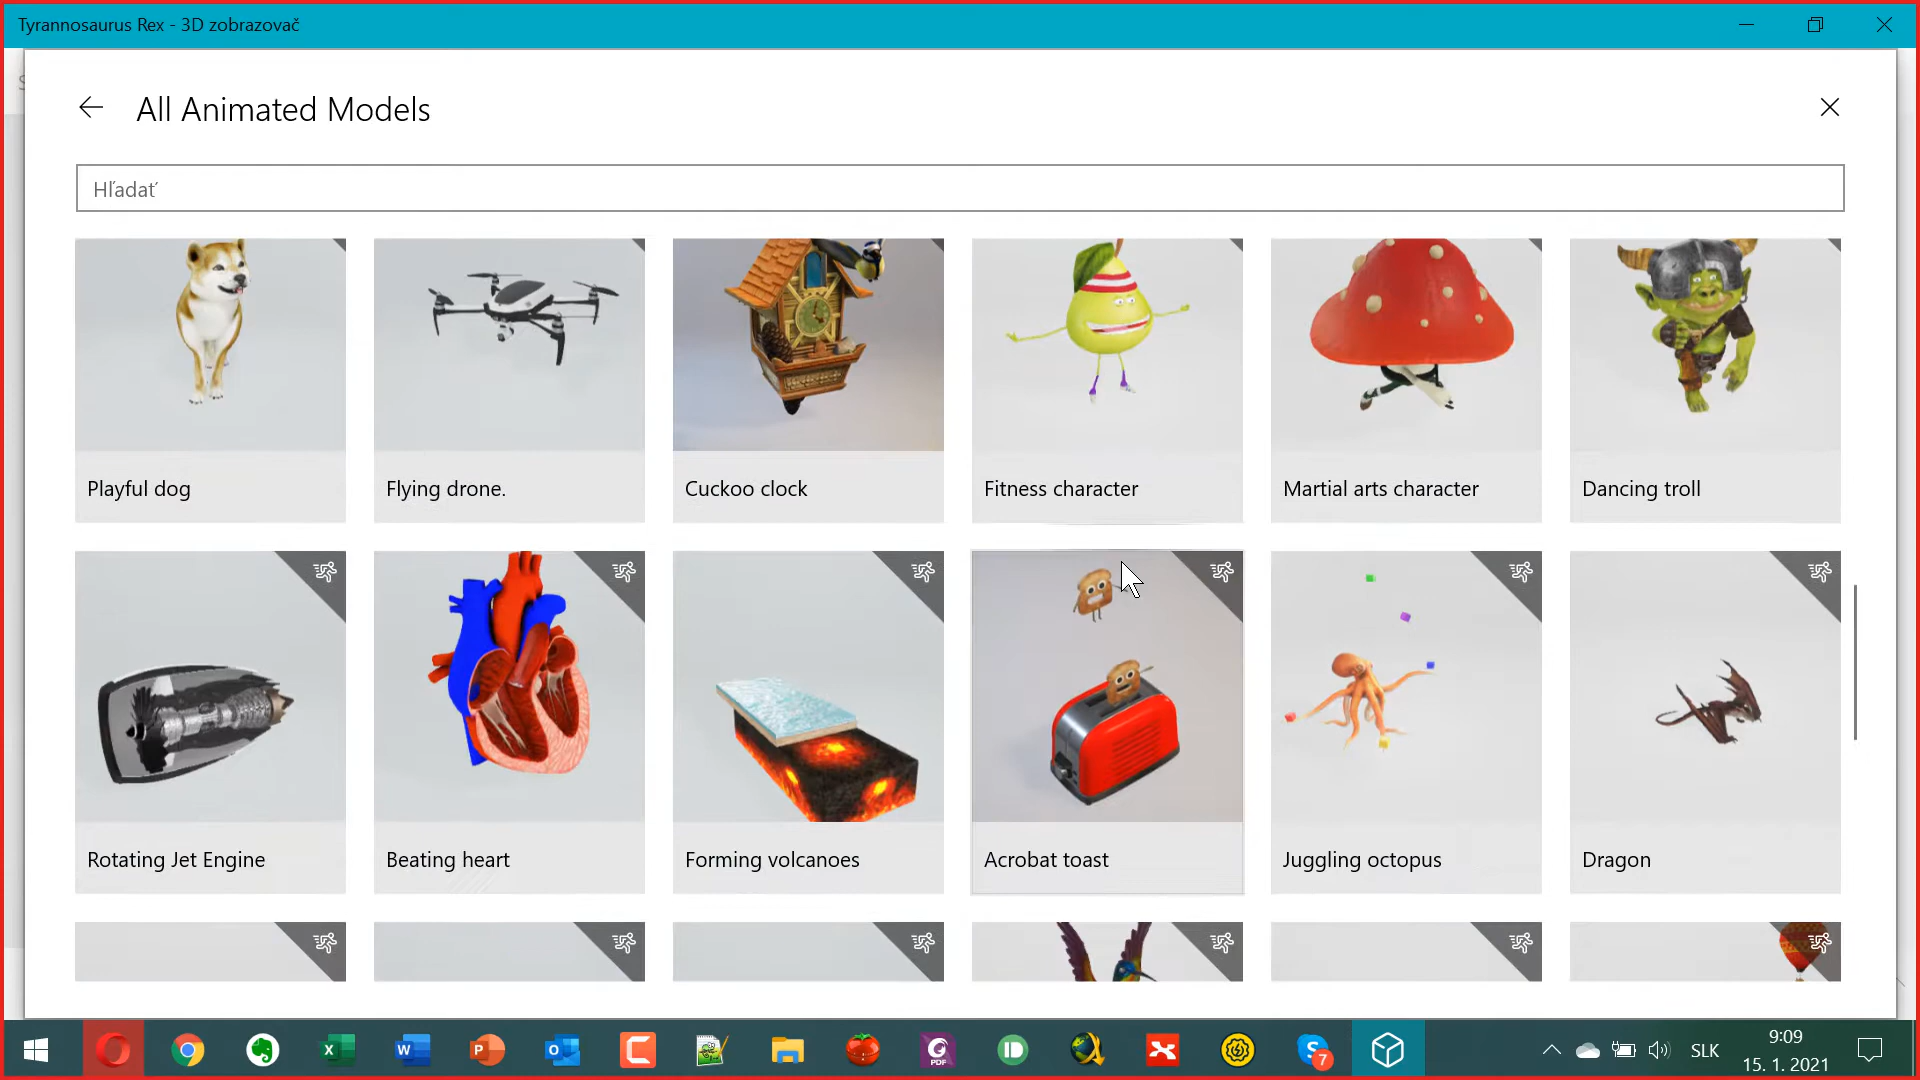 Tyrannosaurus Rex - 3D zobrazovač
All Animated Models
Hľadať
Playful dog
Flying drone.
Cuckoo clock
Fitness character
Martial arts character
Dancing troll
Rotating Jet Engine
Beating heart
Forming volcanoes
Acrobat toast
Juggling octopus
Dragon
PDF
7
SLK
9:09
15. 1. 2021